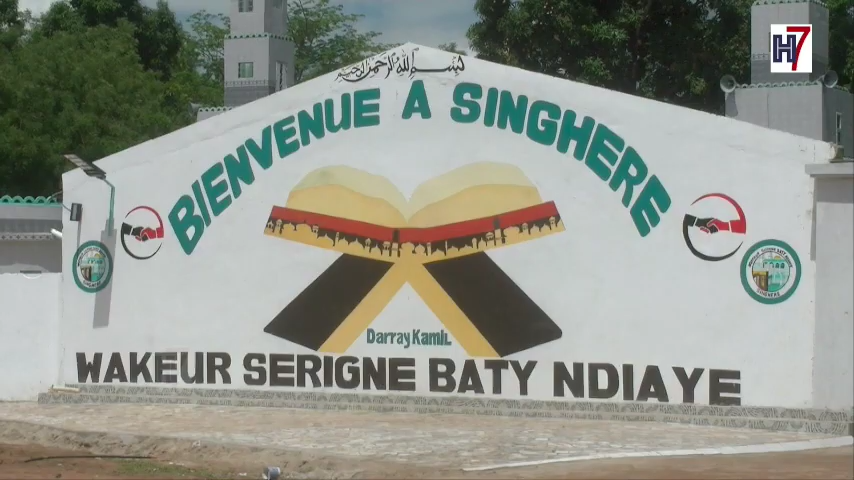 H7
بسم الله الرحمن الرحيم
BIENVENUE A SINGHERE
Darray Kamil
WAKEUR SERIGNE BATY NDIAYE